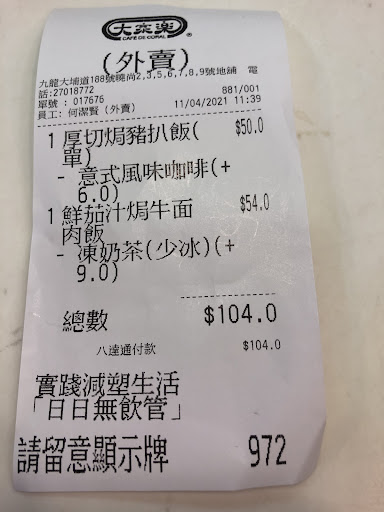 大家樂
CAFE DE CORAL
(外賣)
九龍大埔道188號曉尚2,3,5,6,7,8,9號地舖 電
話:27018772 881/001
單號 : 017676 11/04/2021 11:39
員工: 何潔賢(外賣)
1 厚切焗豬扒飯( $50.0
單)
- 意式風味咖啡(+
6.0)
1 鮮茄汁焗牛面 $54.0
肉飯
- 凍奶茶(少冰)(+
9.0)
總數 $104.0
八達通付款 $104.0
實踐減塑生活
「日日無飲管」
請留意顯示牌 972